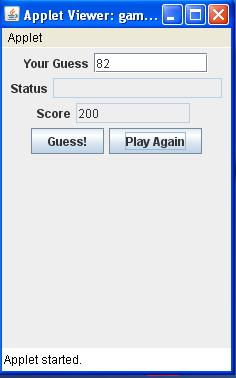 Applet Viewer: gam...
Applet
Your Guess 82
Status
Score 200
Guess! Play Again
Applet started.